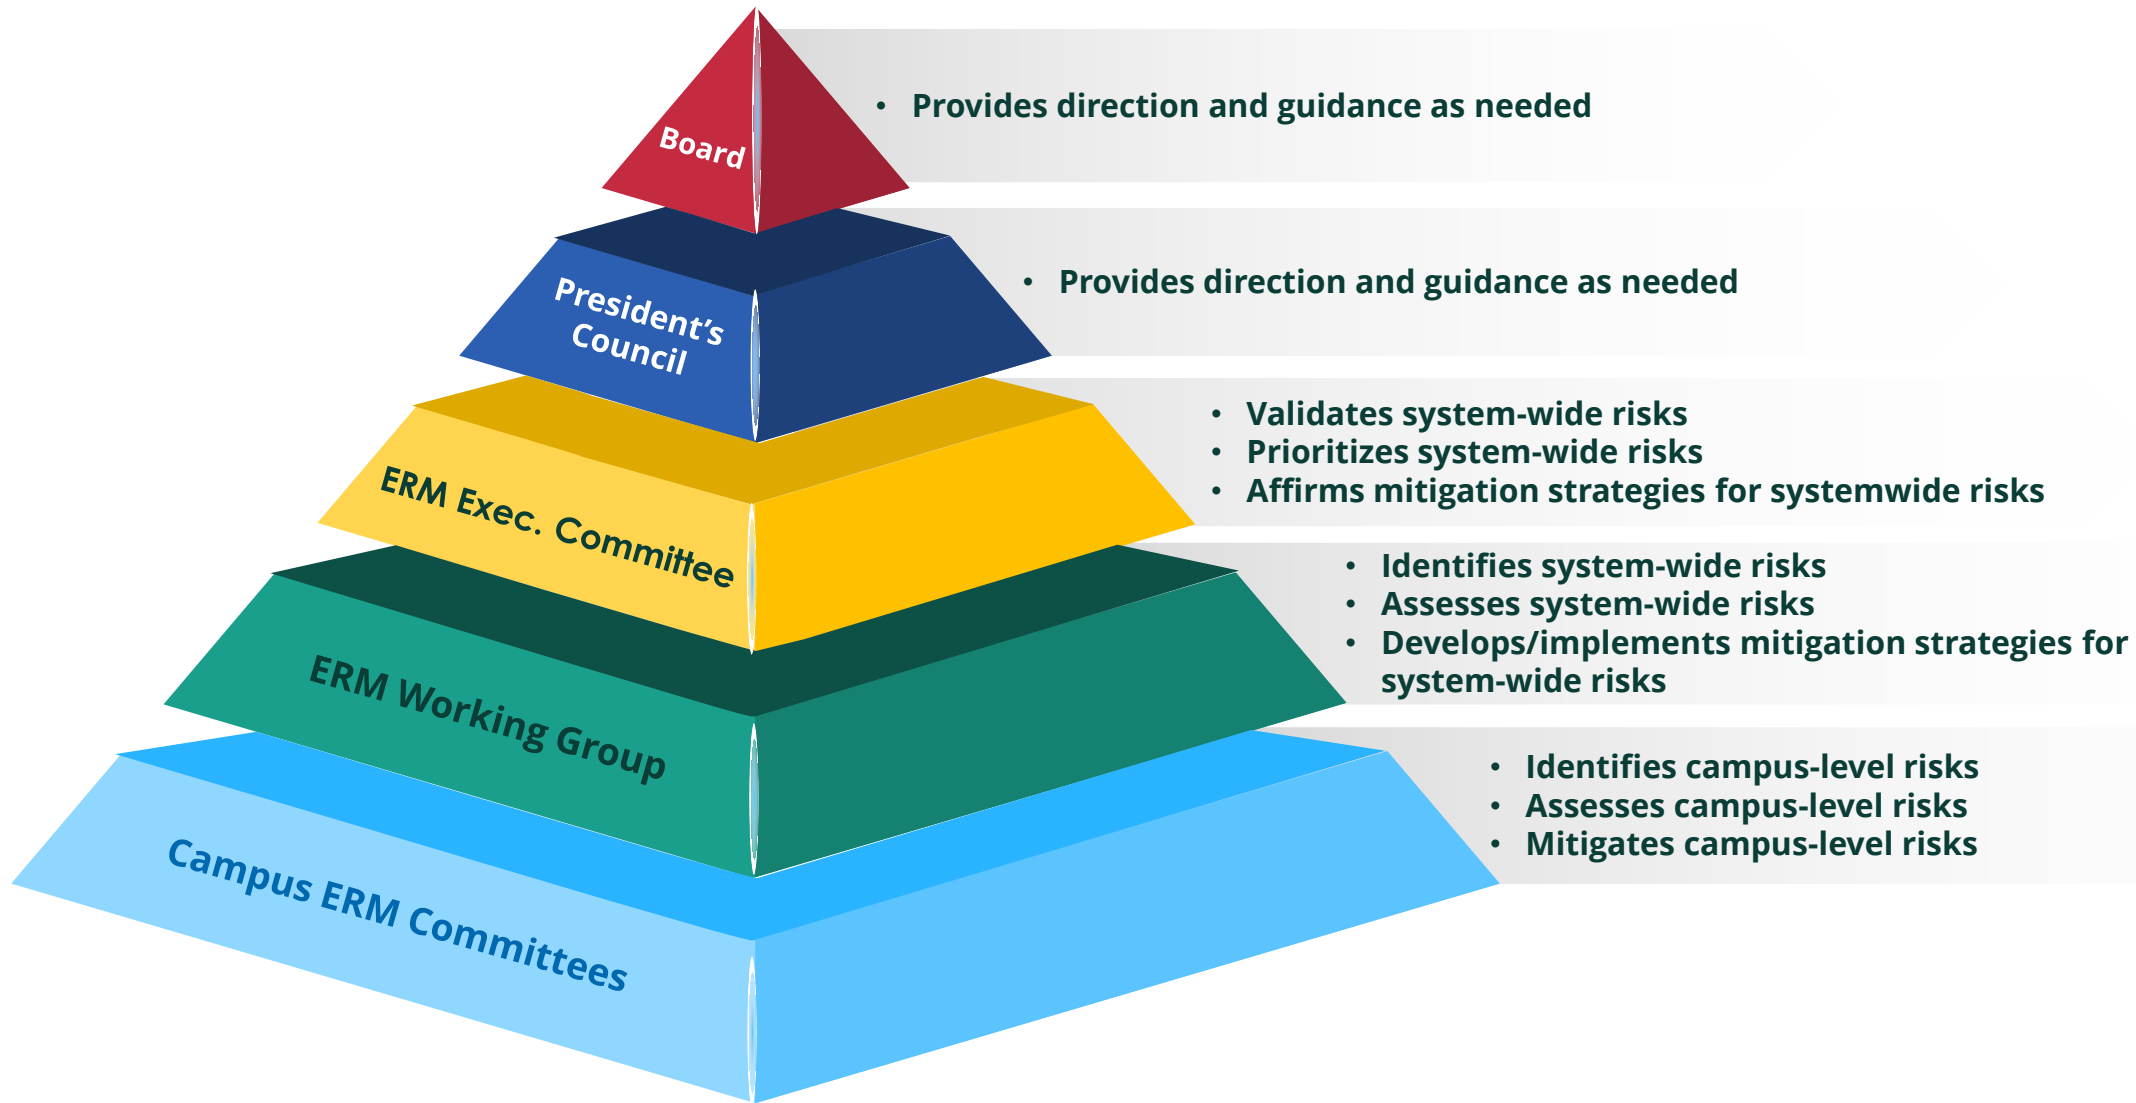 Board
• Provides direction and guidance as needed
President’s
Council
• Provides direction and guidance as needed
ERM Exec. Committee
• Validates system-wide risks
• Prioritizes system-wide risks
• Affirms mitigation strategies for systemwide risks
ERM Working Group
• Identifies system-wide risks
• Assesses system-wide risks
• Develops/implements mitigation strategies for
system-wide risks
Campus ERM Committees
• Identifies campus-level risks
• Assesses campus-level risks
• Mitigates campus-level risks